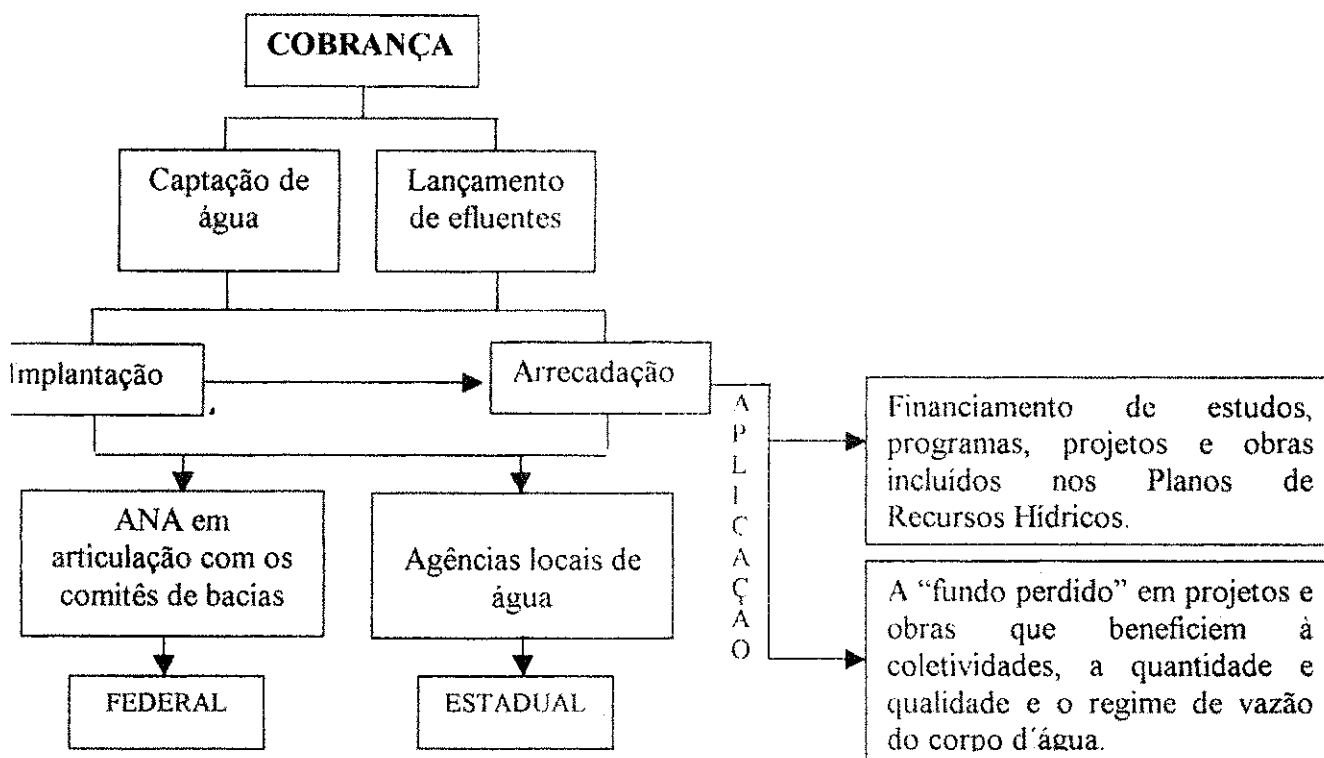 COBRANÇA
Captação de
água
Lançamento
de efluentes
Implantação
Arrecadação
APLICAÇAO
Financiamento de estudos,
programas, projetos e obras
incluídos nos Planos de
Recursos Hídricos.
ANA em
articulação com os
comitês de bacias
Agências locais de
água
A “fundo perdido” em projetos e
obras que beneficiem à
coletividades, a quantidade e
qualidade e o regime de vazão
do corpo d´água.
FEDERAL
ESTADUAL